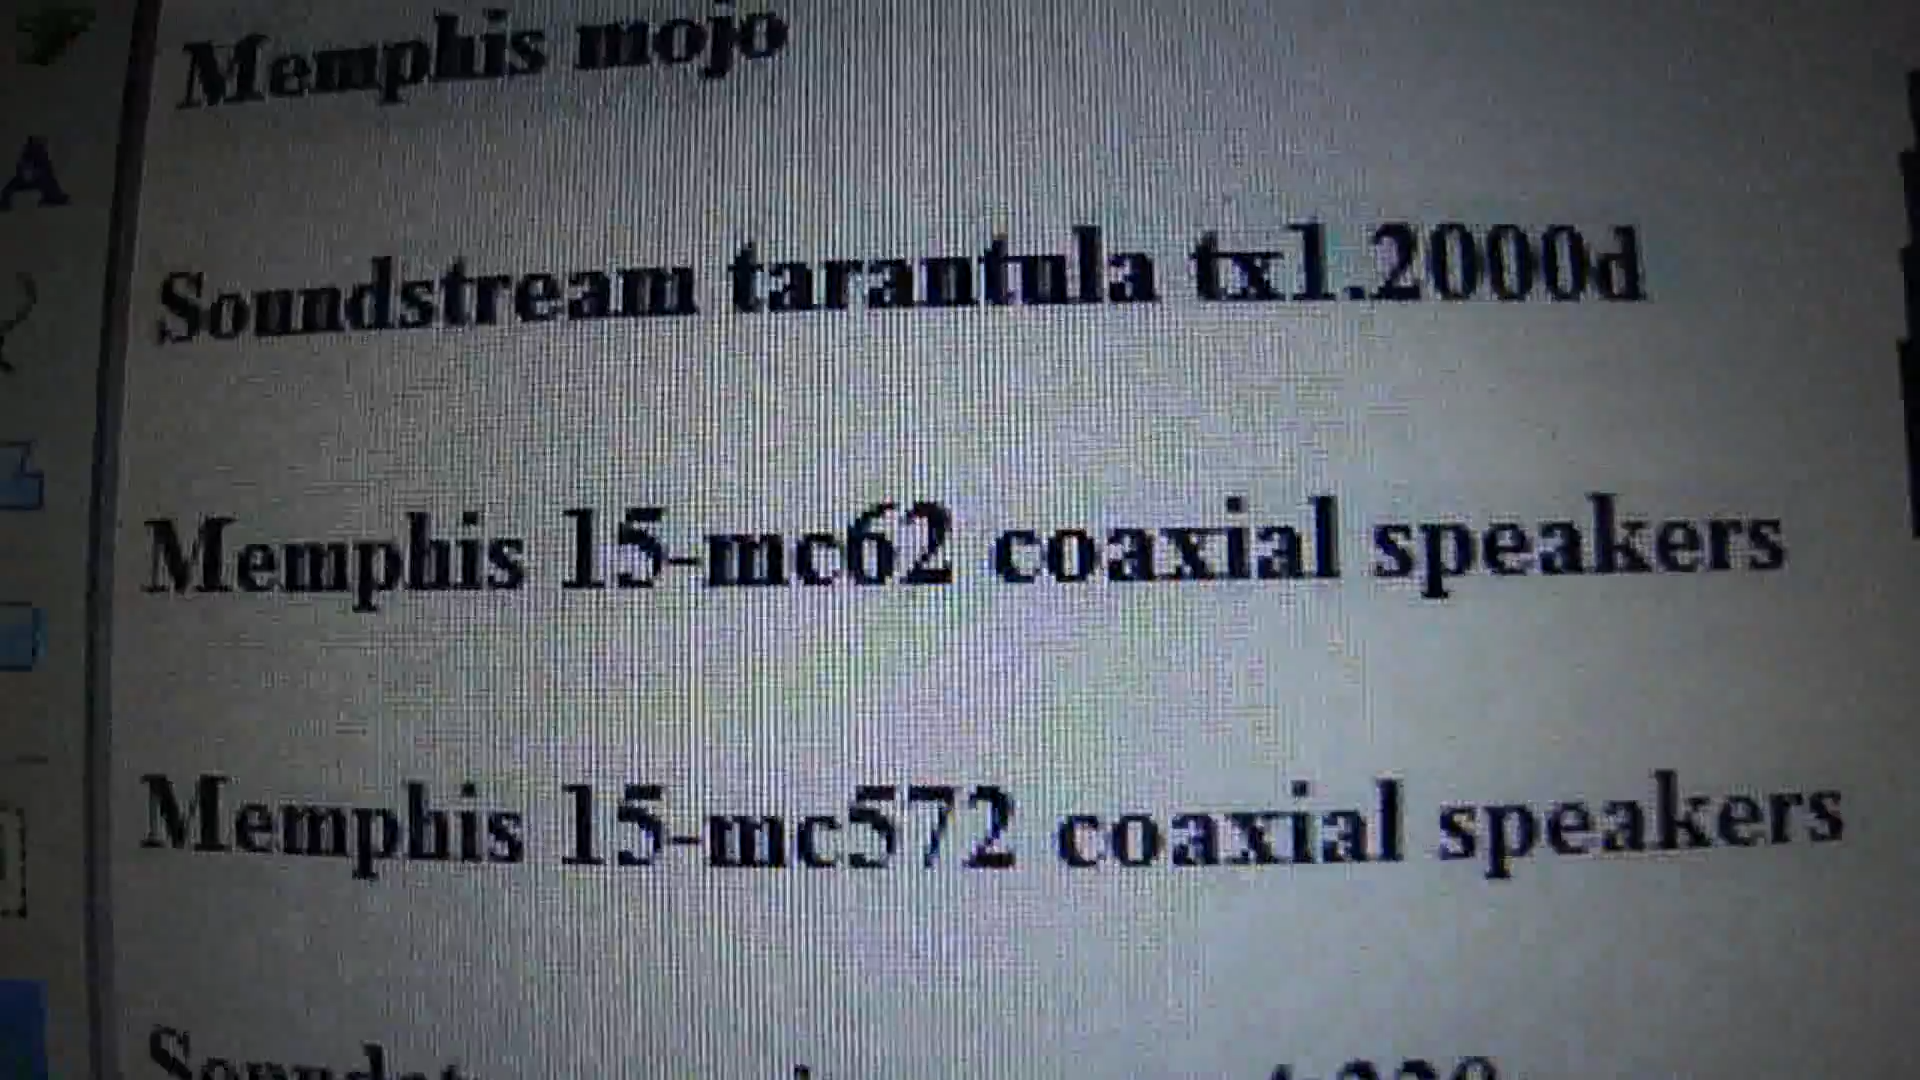 Memphis mojo
A
Soundstream tarantula tx1.2000d
Memphis 15-mc62 coaxial speakers
Memphis 15-mc572 coaxial speakers